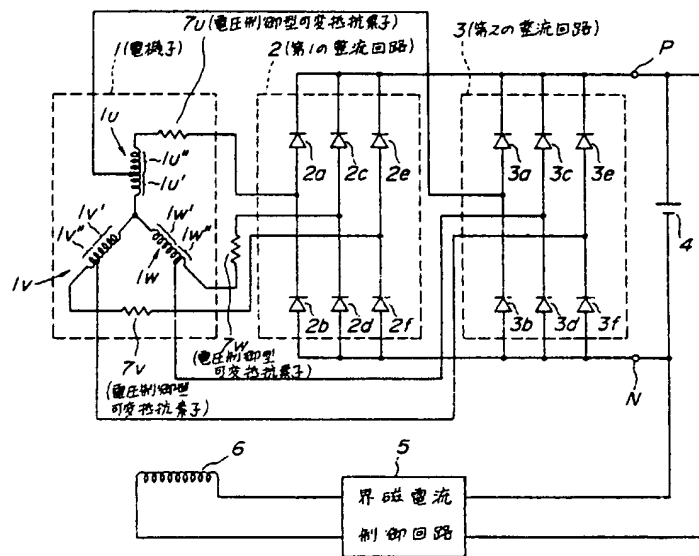 7u(電圧制御型可変抵抗素子)
1(電機子)
2(第1の整流回路)
3(第2の整流回路)
P
1u
1u"
1u'
2a
2c
2e
3a
3c
3e
1v'
1v"
1w'
1w"
1v
1w
4
2b
2d
2f
3b
3d
3f
7v
7w
(電圧制御型
可変抵抗素子)
(電圧制御型
可変抵抗素子)
N
6
5
界磁電流
制御回路